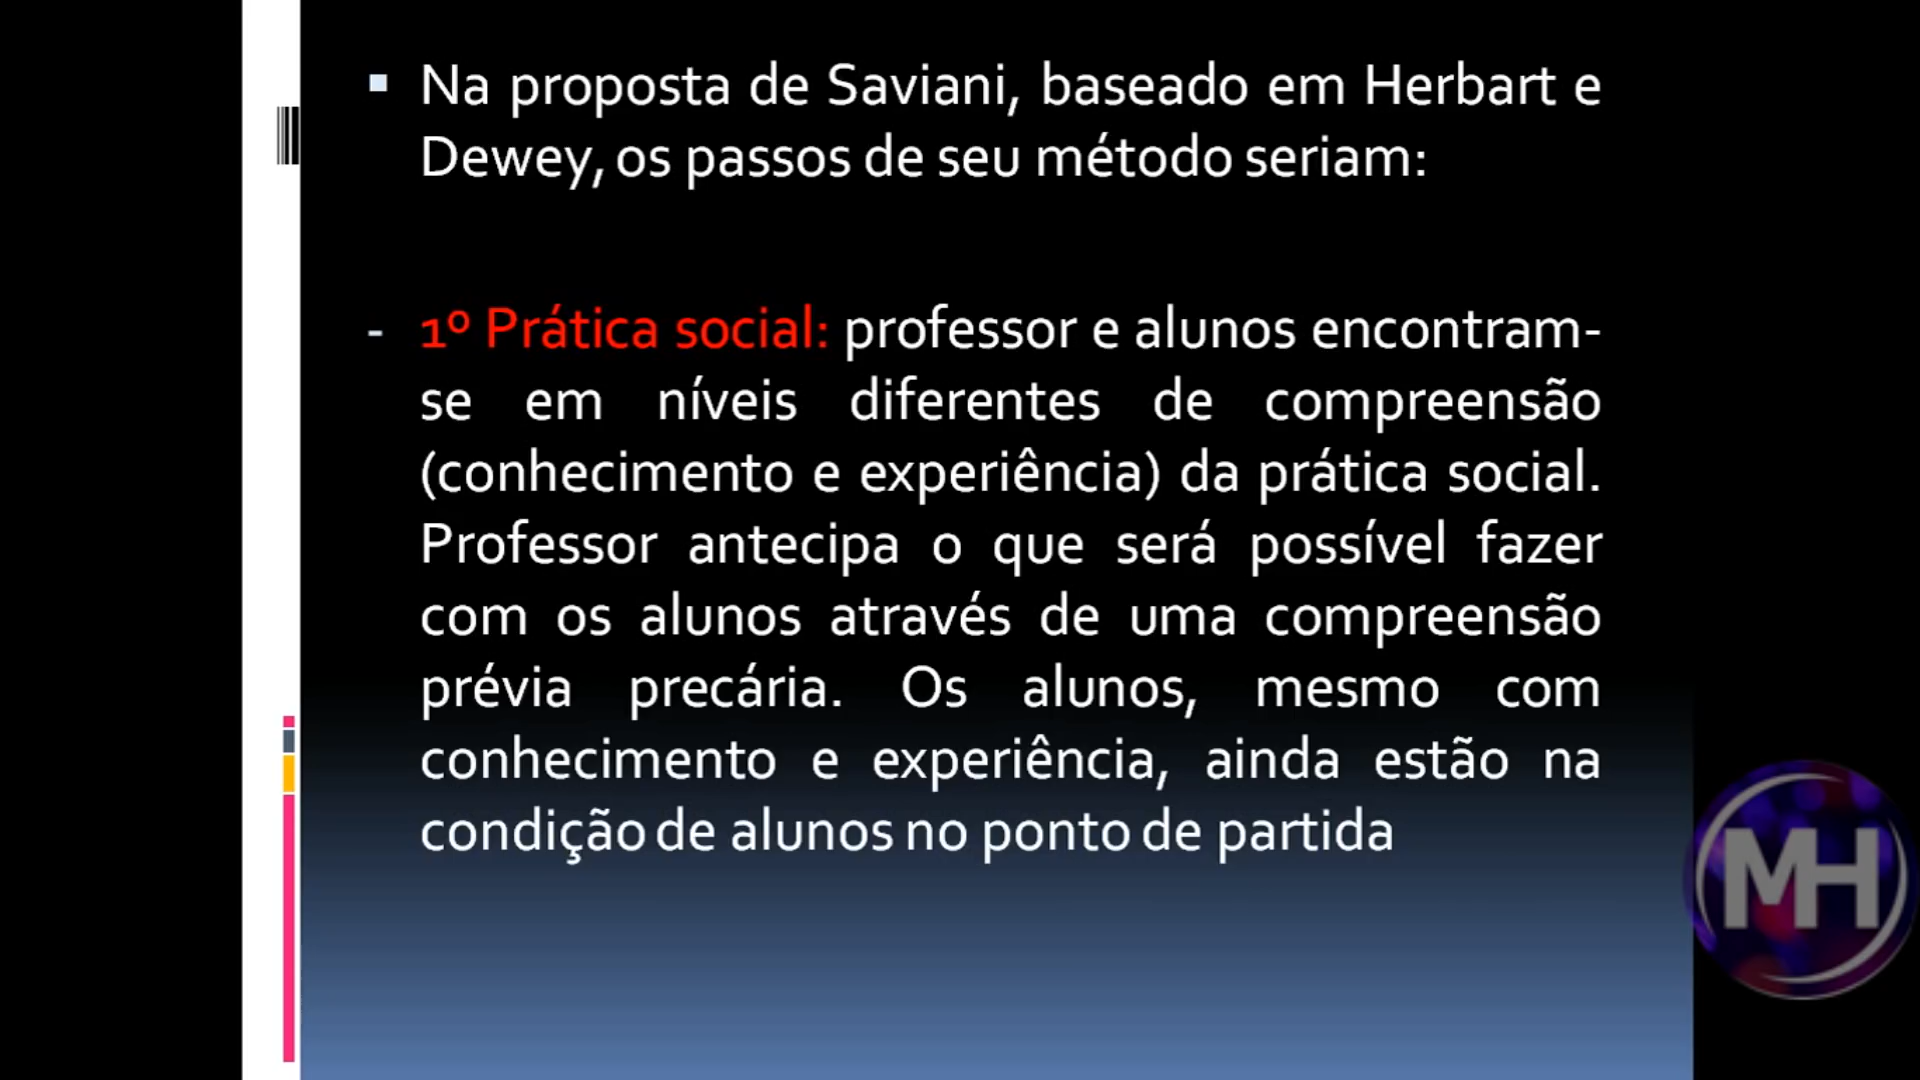 ▪ Na proposta de Saviani, baseado em Herbart e
Dewey, os passos de seu método seriam:
- 1º Prática social: professor e alunos encontram-
se em níveis diferentes de compreensão
(conhecimento e experiência) da prática social.
Professor antecipa o que será possível fazer
com os alunos através de uma compreensão
prévia precária. Os alunos, mesmo com
conhecimento e experiência, ainda estão na
condição de alunos no ponto de partida
MH